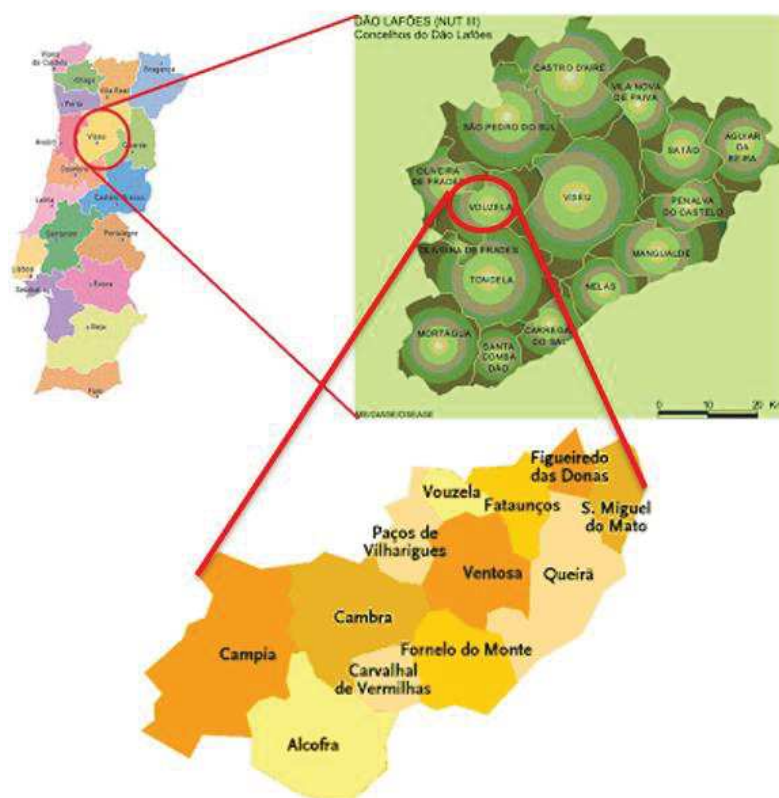 DÃO LAFÕES (NUT III)
Concelhos do Dão Lafões
Viana
do Castelo
Braga
Bragança
Vila Real
Porto
Viseu
Aveiro
Guarda
Coimbra
Castelo Branco
Leiria
Santarém
Portalegre
Lisboa
Setúbal
Évora
Beja
Faro
CASTRO D'AIRE
VILA NOVA
DE PAIVA
SÃO PEDRO DO SUL
SATÃO
AGUIAR
DA
BEIRA
OLIVEIRA
DE FRADES
VOUZELA
VISEU
PENALVA
DO CASTELO
OLIVEIRA DE FRADES
MANGUALDE
TONDELA
NELAS
MORTÁGUA
CARREGA
DO SAL
SANTA
COMBA
DÃO
0 10 20
Figueiredo
das Donas
Vouzela
Fataunços
S. Miguel
do Mato
Paços de
Vilharigues
Ventosa
Queirã
Cambra
Campia
Fornelo do Monte
Carvalhal
de Vermilhas
Alcofra